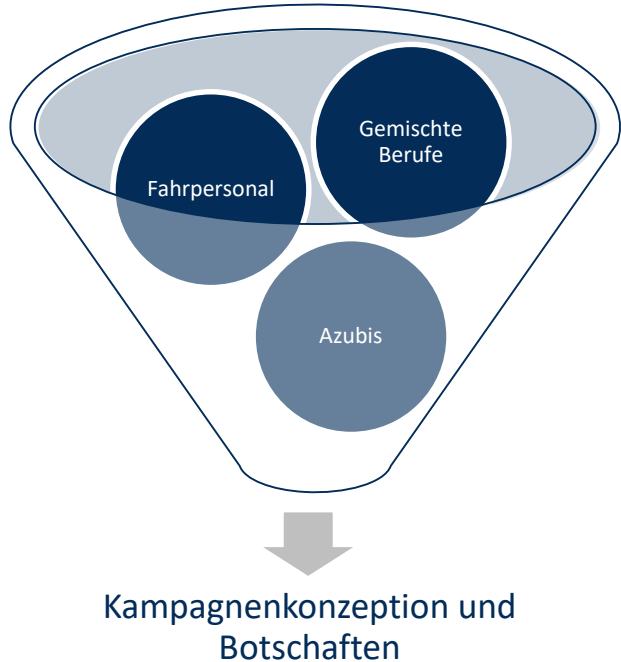 Gemischte
Berufe
Fahrpersonal
Azubis
Kampagnenkonzeption und
Botschaften